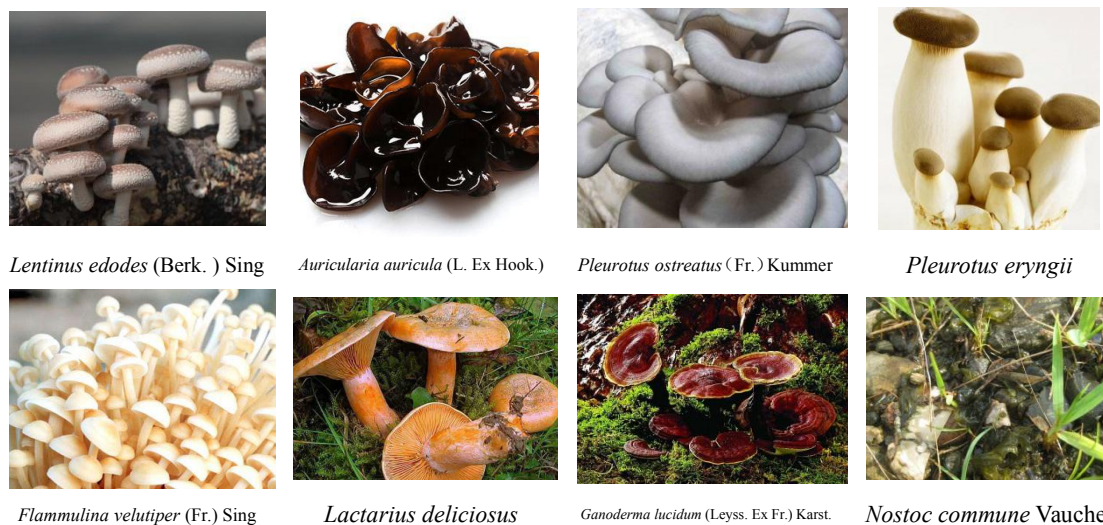 Lentinus edodes (Berk. ) Sing
Auricularia auricula (L. Ex Hook.)
Pleurotus ostreatus（Fr.) Kummer
Pleurotus eryngii
Flammulina velutiper (Fr.) Sing
Lactarius deliciosus
Ganoderma lucidum (Leyss. Ex Fr.) Karst.
Nostoc commune Vauche